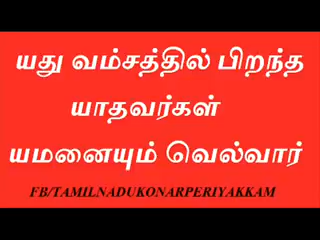 யது வம்சத்தில் பிறந்த
யாதவர்கள்
யமனையும் வெல்வார்
FB/TAMILNADUKONARPERIYAKKAM